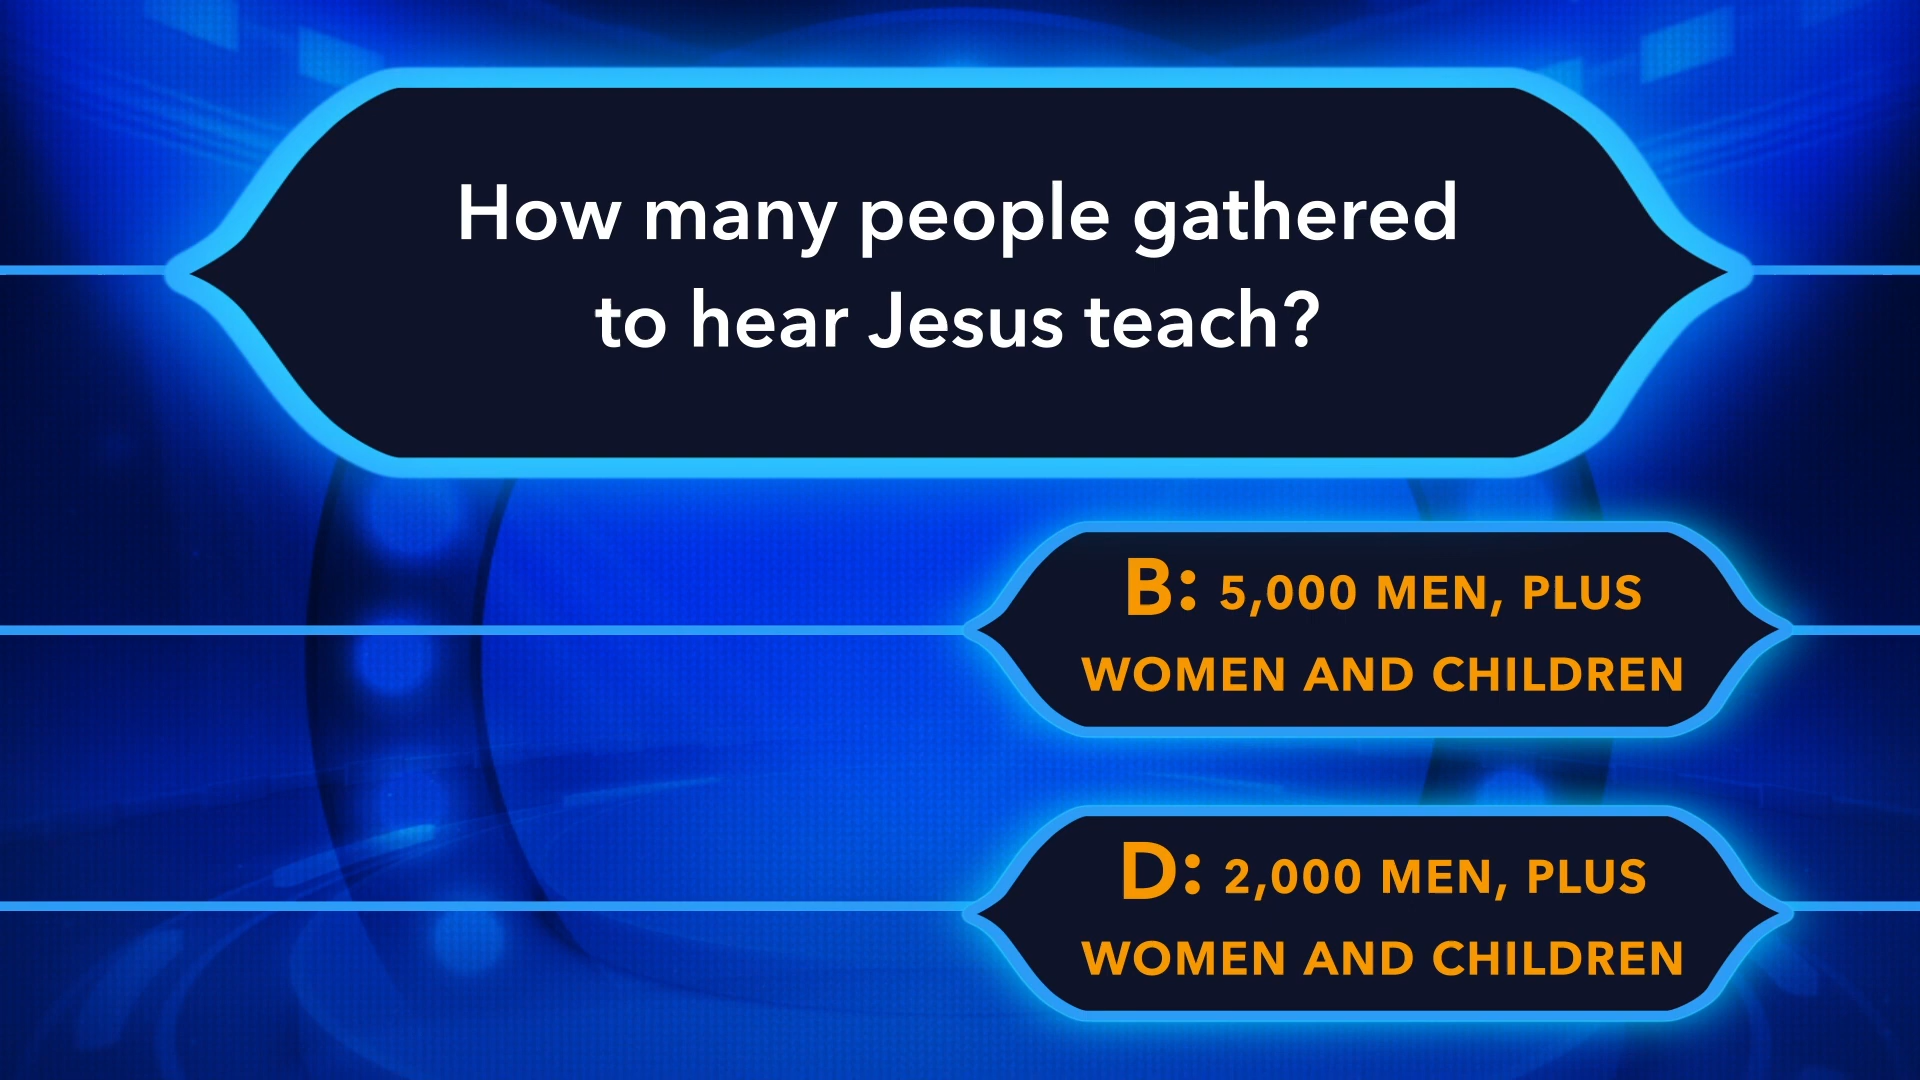 How many people gathered
to hear Jesus teach?
B: 5,000 MEN, PLUS
WOMEN AND CHILDREN
D: 2,000 MEN, PLUS
WOMEN AND CHILDREN